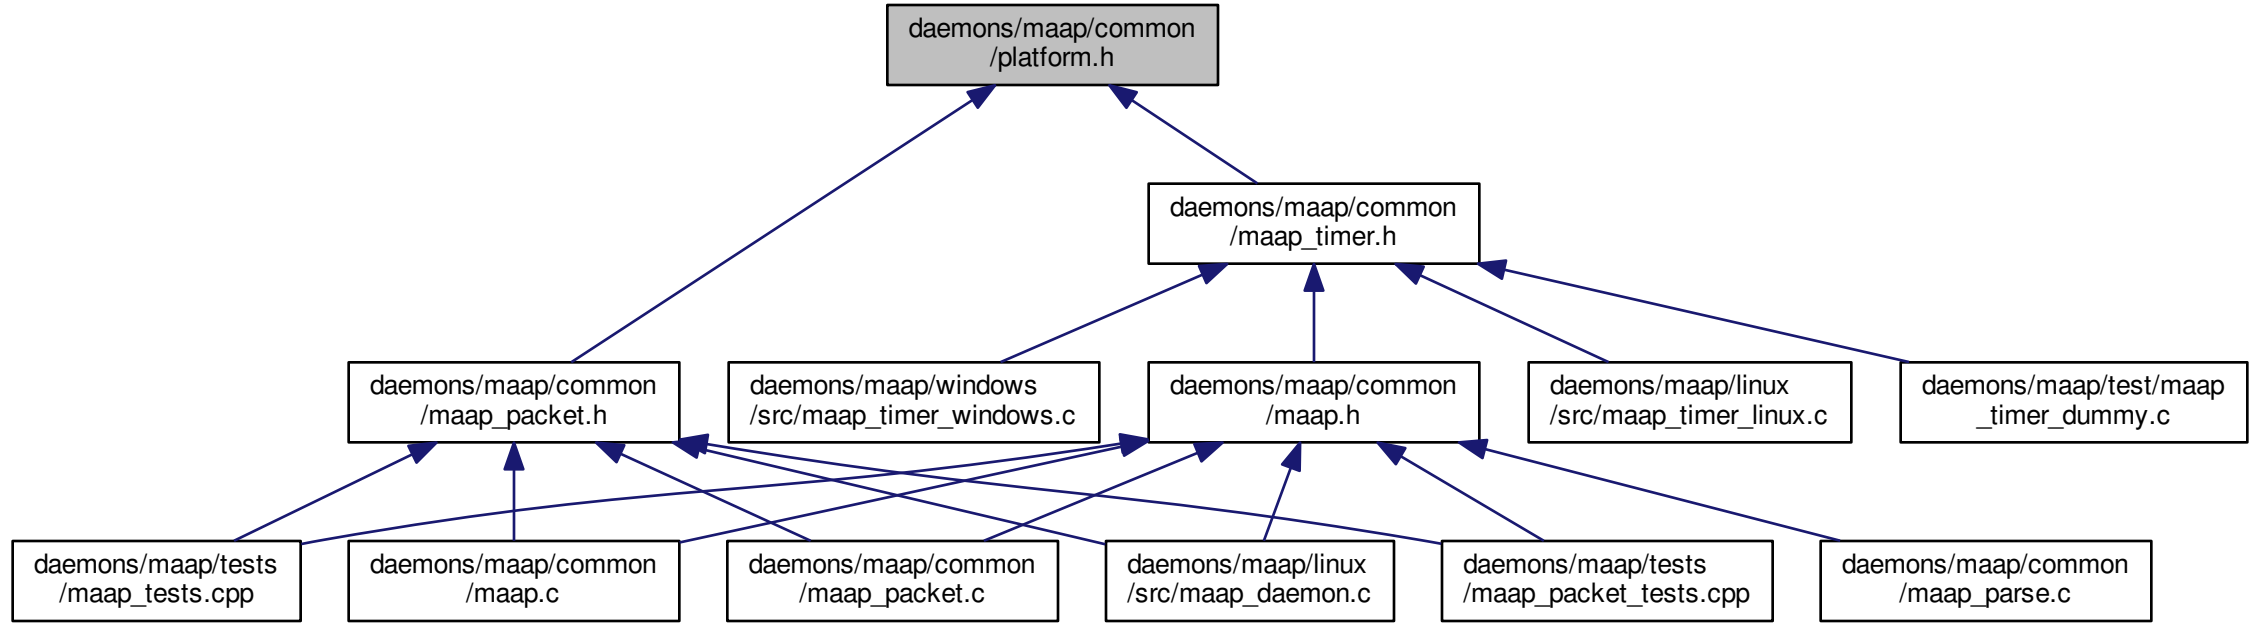 daemons/maap/common
/platform.h
daemons/maap/common
/maap_timer.h
daemons/maap/common
/maap_packet.h
daemons/maap/windows
/src/maap_timer_windows.c
daemons/maap/common
/maap.h
daemons/maap/linux
/src/maap_timer_linux.c
daemons/maap/test/maap
_timer_dummy.c
daemons/maap/tests
/maap_tests.cpp
daemons/maap/common
/maap.c
daemons/maap/common
/maap_packet.c
daemons/maap/linux
/src/maap_daemon.c
daemons/maap/tests
/maap_packet_tests.cpp
daemons/maap/common
/maap_parse.c